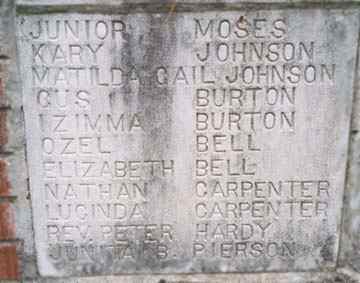 JUNIOR MOSES
KARY JOHNSON
MATILDA GAIL JOHNSON
GUS BURTON
IZIMMA BURTON
OZEL BELL
ELIZABETH BELL
NATHAN CARPENTER
LUCINDA CARPENTER
REV. PETER HARDY
JUNITA B. PIERSON